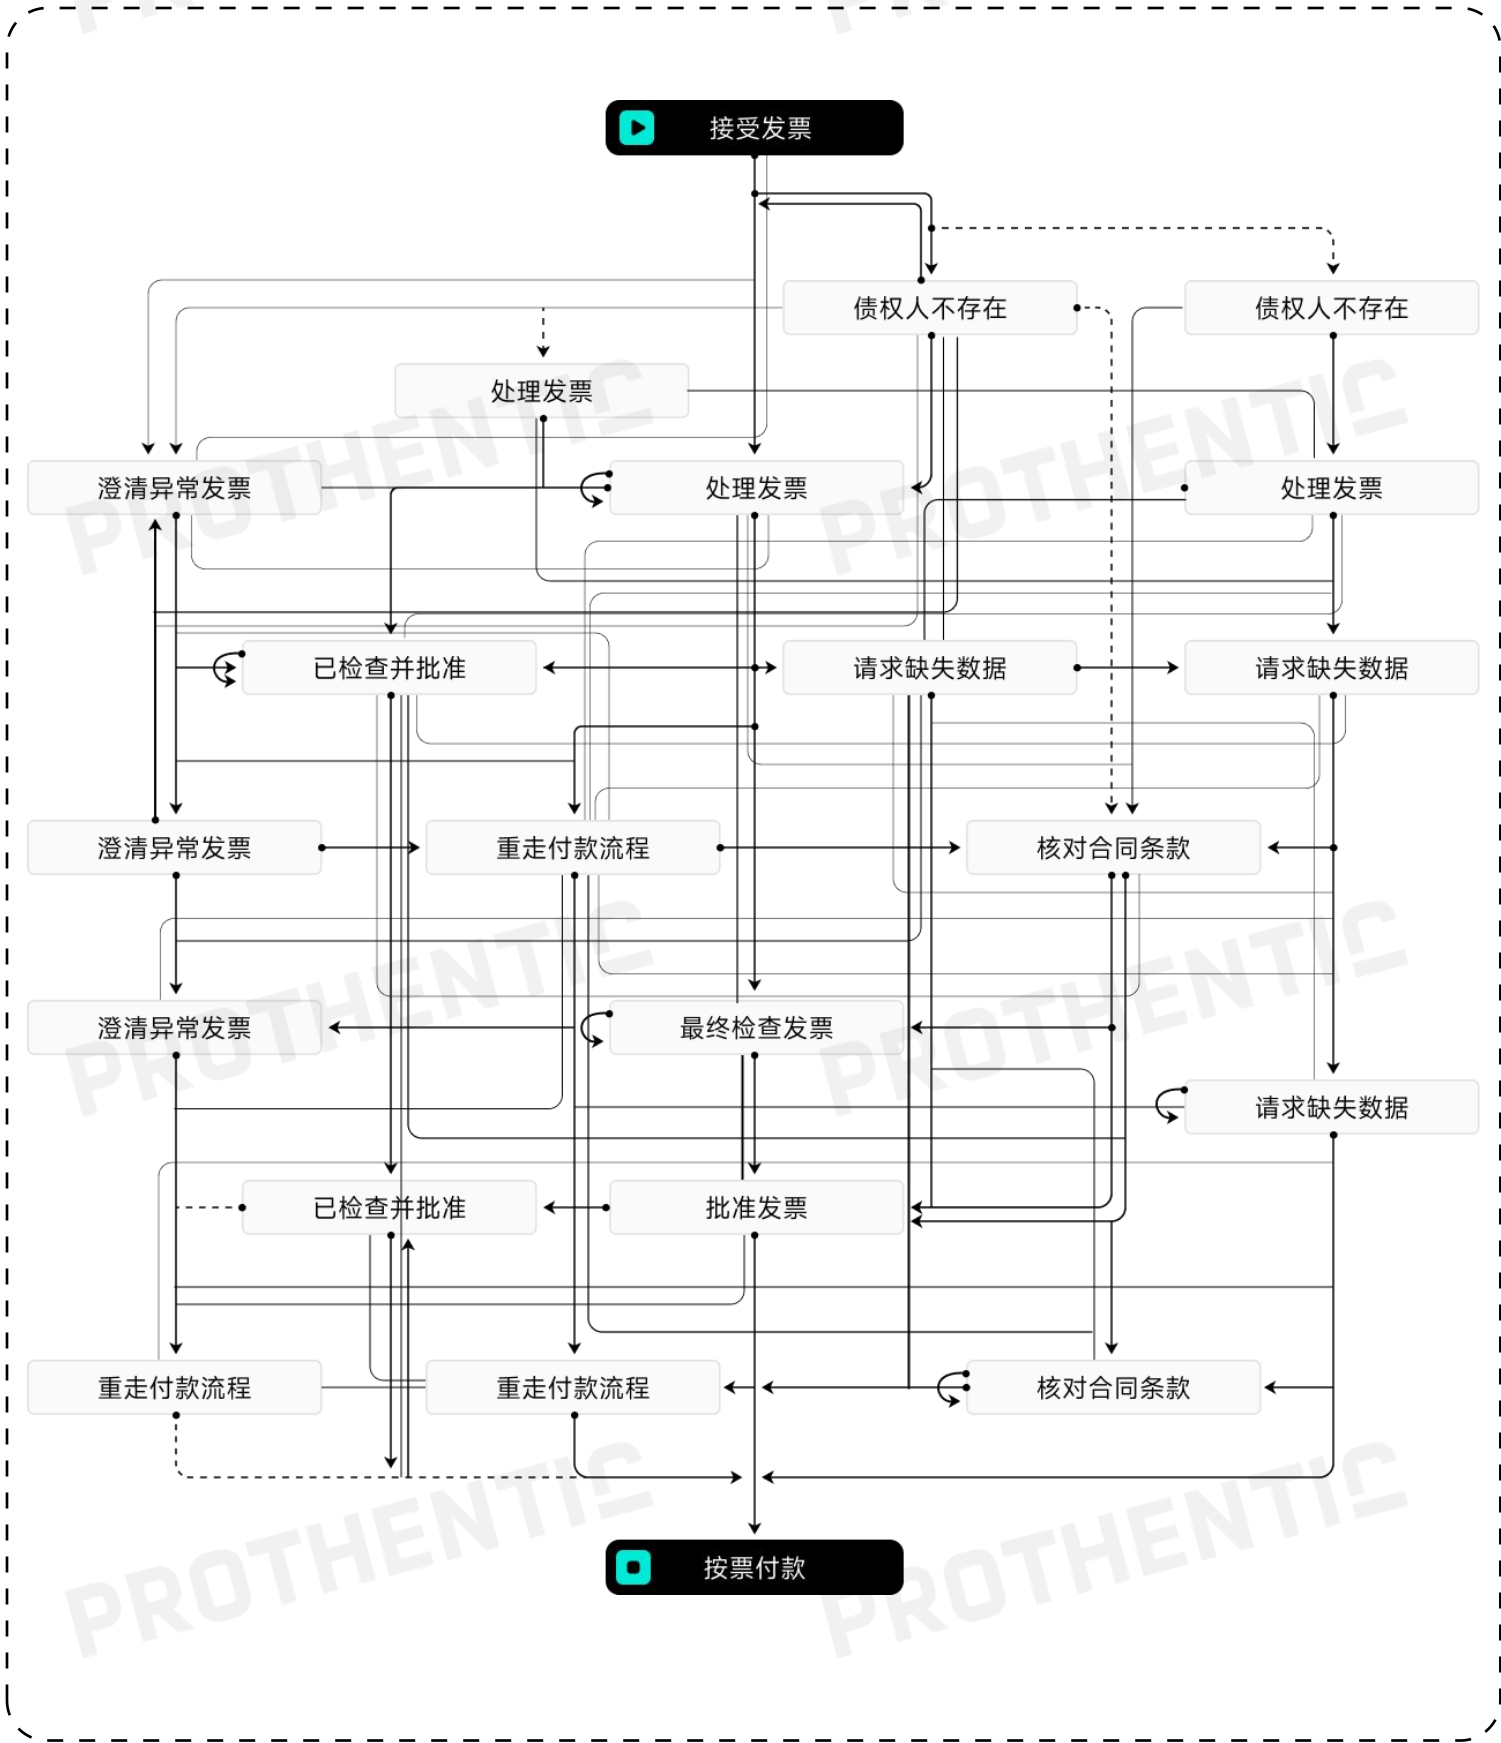 接受发票
债权人不存在
债权人不存在
处理发票
澄清异常发票
处理发票
处理发票
已检查并批准
请求缺失数据
请求缺失数据
澄清异常发票
重走付款流程
核对合同条款
澄清异常发票
最终检查发票
请求缺失数据
已检查并批准
批准发票
重走付款流程
重走付款流程
核对合同条款
按票付款
PROTHENTIC
PROTHENTIC
PROTHENTIC
PROTHENTIC
PROTHENTIC
PROTHENTIC